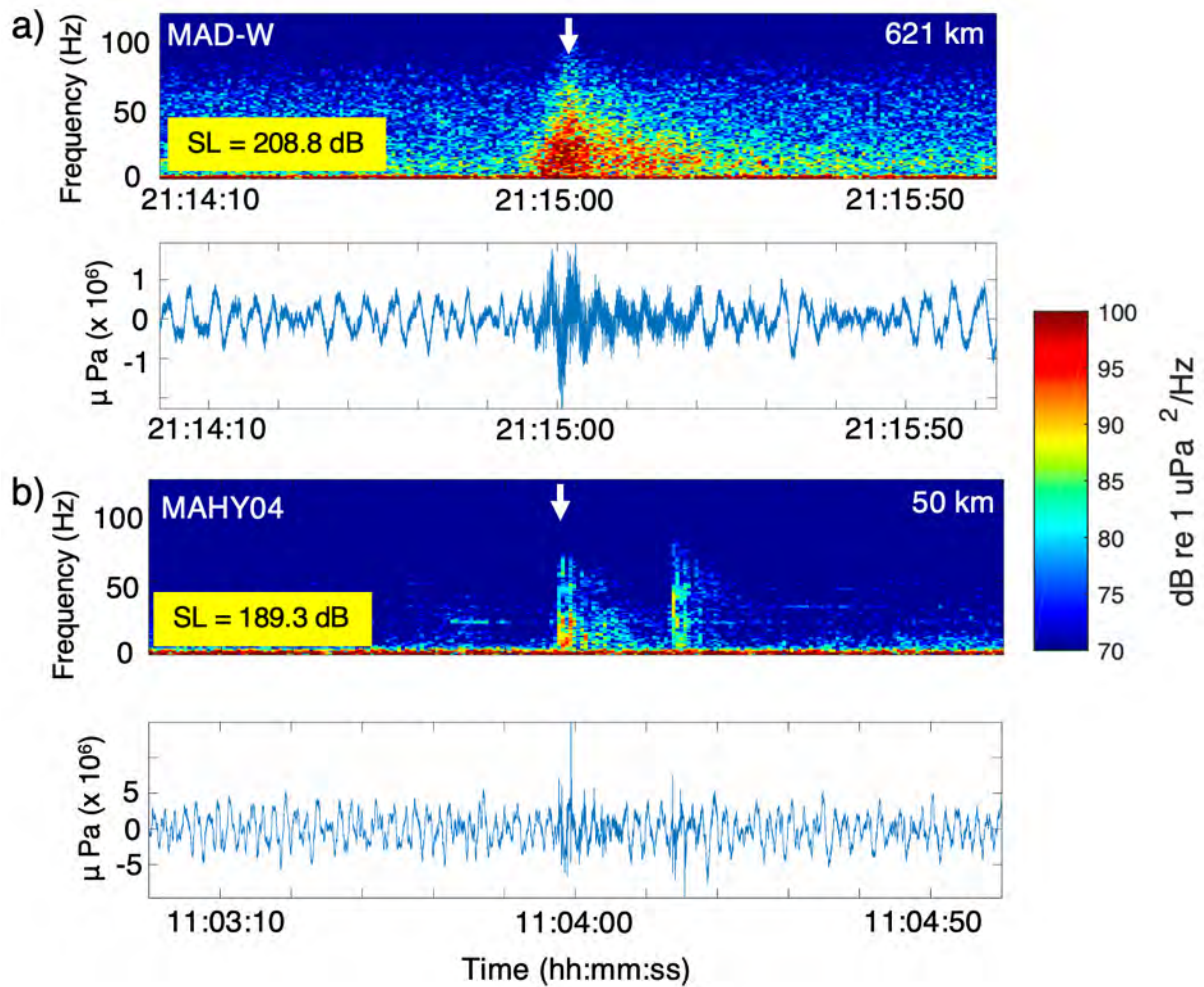 a)
MAD-W
621 km
Frequency (Hz)
100
50
0
SL = 208.8 dB
21:14:10
21:15:00
21:15:50
μ Pa (x 10⁶)
1
0
-1
21:14:10
21:15:00
21:15:50
b)
MAHY04
50 km
Frequency (Hz)
100
50
0
SL = 189.3 dB
μ Pa (x 10⁶)
5
0
-5
11:03:10
11:04:00
11:04:50
Time (hh:mm:ss)
100
95
90
85
80
75
70
dB re 1 uPa ²/Hz